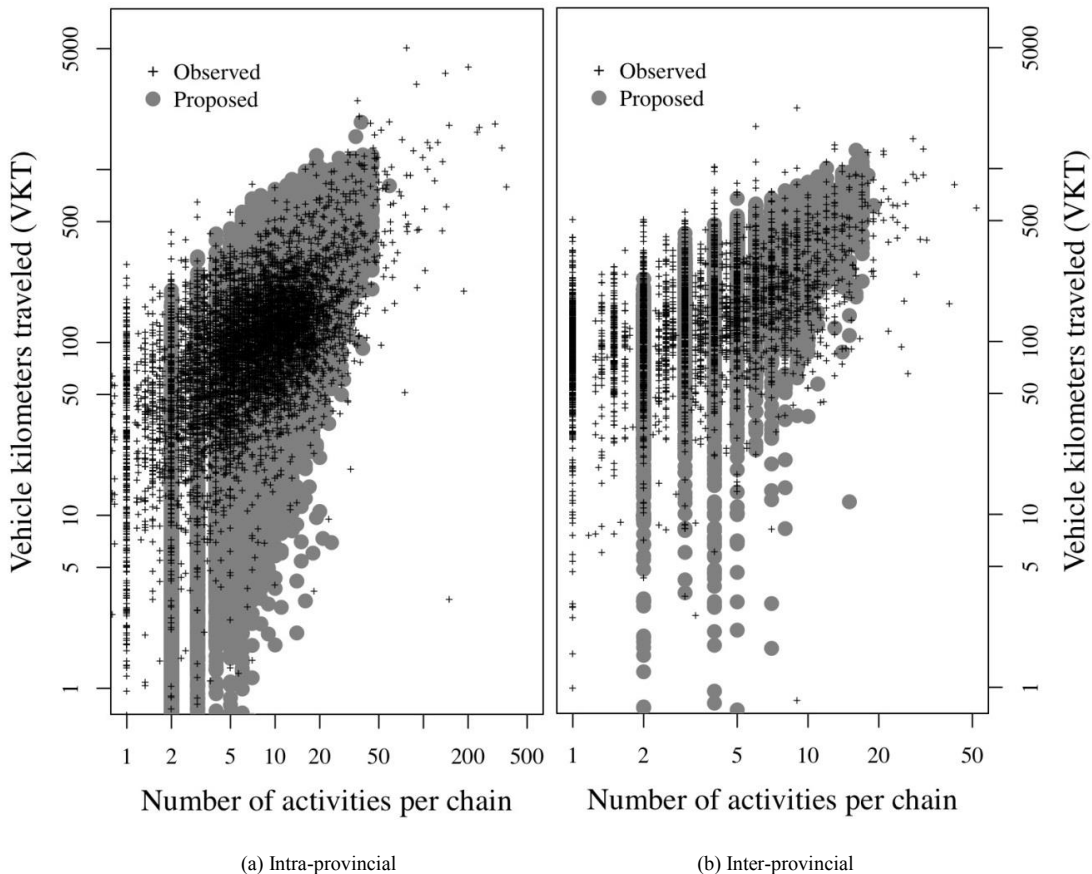 Vehicle kilometers traveled (VKT)
5000
500
100
50
10
5
1
+ Observed
Proposed
1 2 5 10 20 50 200 500
Number of activities per chain
(a) Intra-provincial
+ Observed
Proposed
1 2 5 10 20 50
Number of activities per chain
(b) Inter-provincial
5000
500
100
50
10
5
1
Vehicle kilometers traveled (VKT)